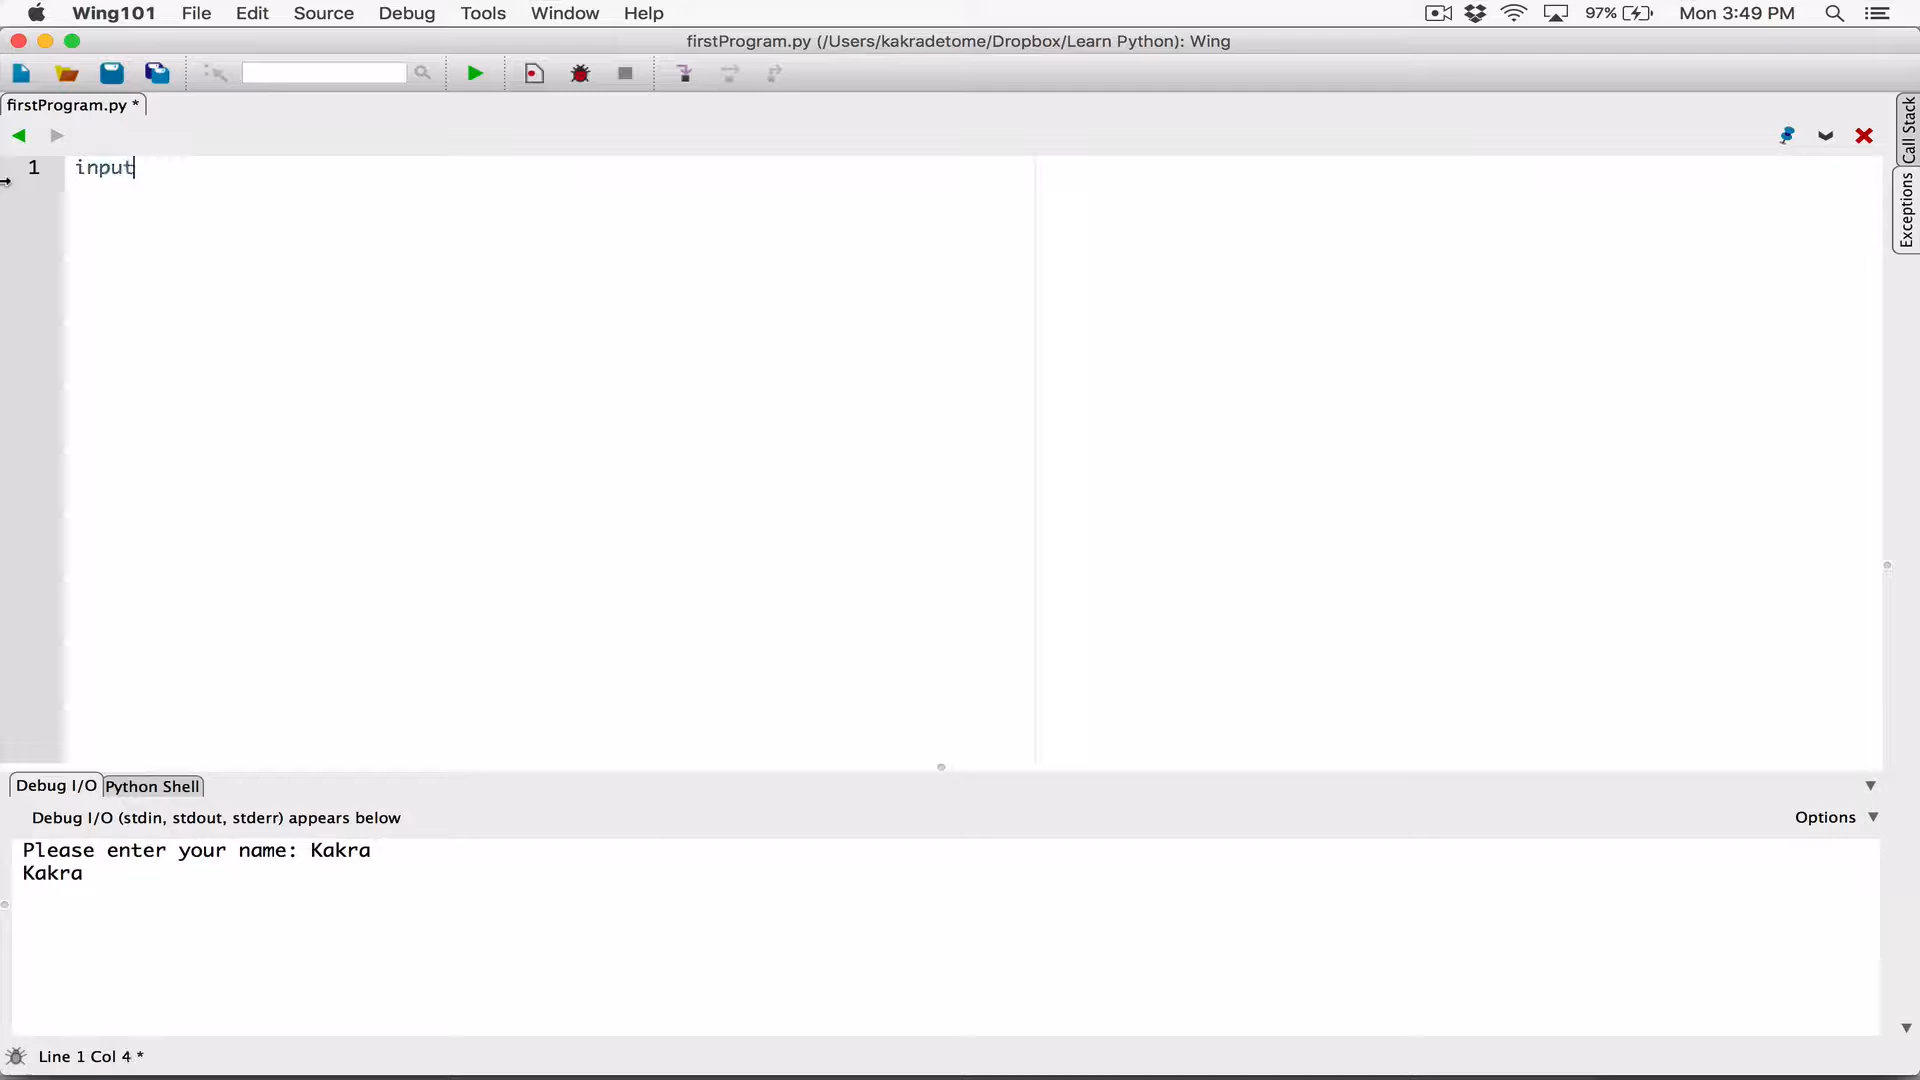 Wing101 File Edit Source Debug Tools Window Help 97% Mon 3:49 PM
firstProgram.py (/Users/kakradetome/Dropbox/Learn Python): Wing
firstProgram.py *
Call Stack
Exceptions
1 input
Debug I/O Python Shell
Debug I/O (stdin, stdout, stderr) appears below Options
Please enter your name: Kakra
Kakra
Line 1 Col 4 *